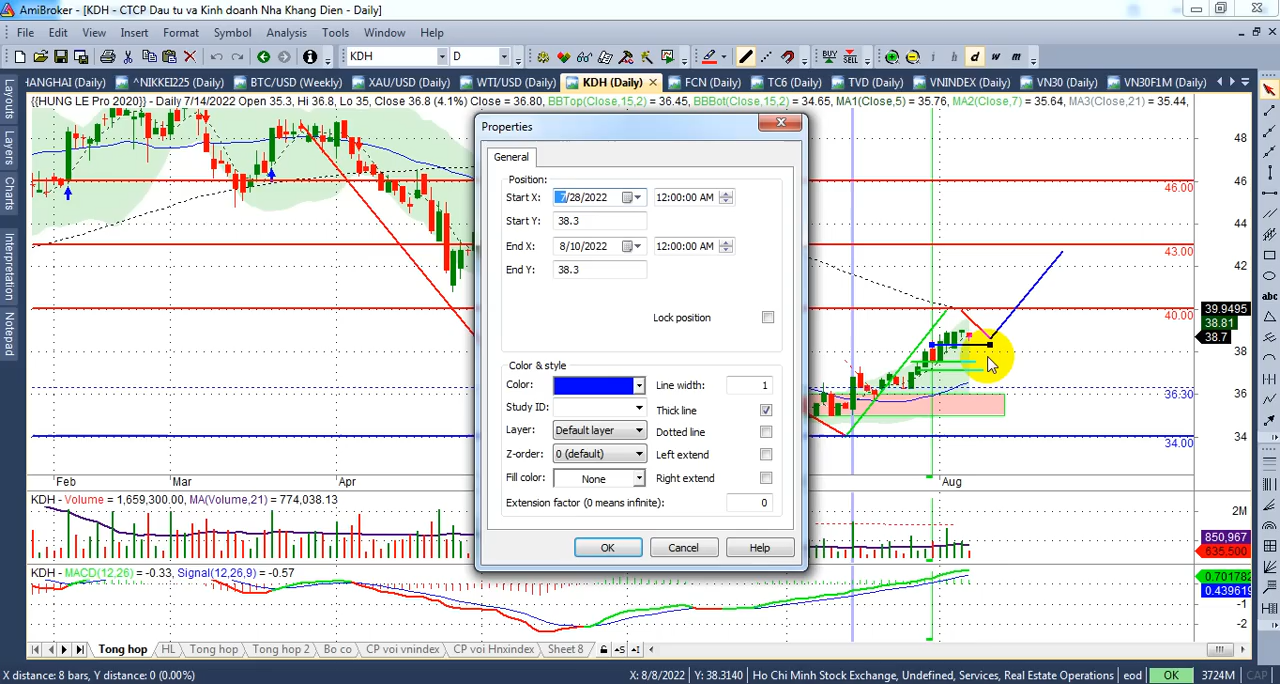 AmiBroker - [KDH - CTCP Dau tu va Kinh doanh Nha Khang Dien - Daily]
File Edit View Insert Format Symbol Analysis Tools Window Help
KDH D BUY SELL i h d w m
HANGHAI (Daily) ^NIKKEI225 (Daily) BTC/USD (Weekly) XAU/USD (Daily) WTI/USD (Daily) KDH (Daily) FCN (Daily) TC6 (Daily) TVD (Daily) VNINDEX (Daily) VN30 (Daily) VN30F1M (Daily)
{{HUNG LE Pro 2020}} - Daily 7/14/2022 Open 35.3, Hi 36.8, Lo 35, Close 36.8 (4.1%) Close = 36.80, BBTop(Close,15,2) = 36.45, BBBot(Close,15,2) = 34.65, MA1(Close,5) = 35.76, MA2(Close,7) = 35.64, MA3(Close,21) = 35.44,
Layouts
Layers
Charts
Interpretation
Notepad
Properties
General
Position:
Start X: 7/28/2022 12:00:00 AM
Start Y: 38.3
End X: 8/10/2022 12:00:00 AM
End Y: 38.3
Lock position
Color & style
Color: Line width: 1
Study ID: Thick line
Layer: Default layer Dotted line
Z-order: 0 (default) Left extend
Fill color: None Right extend
Extension factor (0 means infinite): 0
OK Cancel Help
48
46
46.00
44
43.00
42
39.9495
40.00
38.81
38.7
38
36
36.30
34
34.00
abc
Feb Mar Apr Aug
KDH - Volume = 1,659,300.00, MA(Volume,21) = 774,038.13
2M
850,967
635,500
KDH - MACD(12,26) = -0.33, Signal(12,26,9) = -0.57
0.701782
0.439619
-1
-2
Tong hop HL Tong hop Tong hop 2 Bo co CP voi vnindex CP voi Hnxindex Sheet 8
X distance: 8 bars, Y distance: 0 (0.00%) X: 8/8/2022 Y: 38.3140 Ho Chi Minh Stock Exchange, Undefined, Services, Real Estate Operations eod OK 3724M CAP